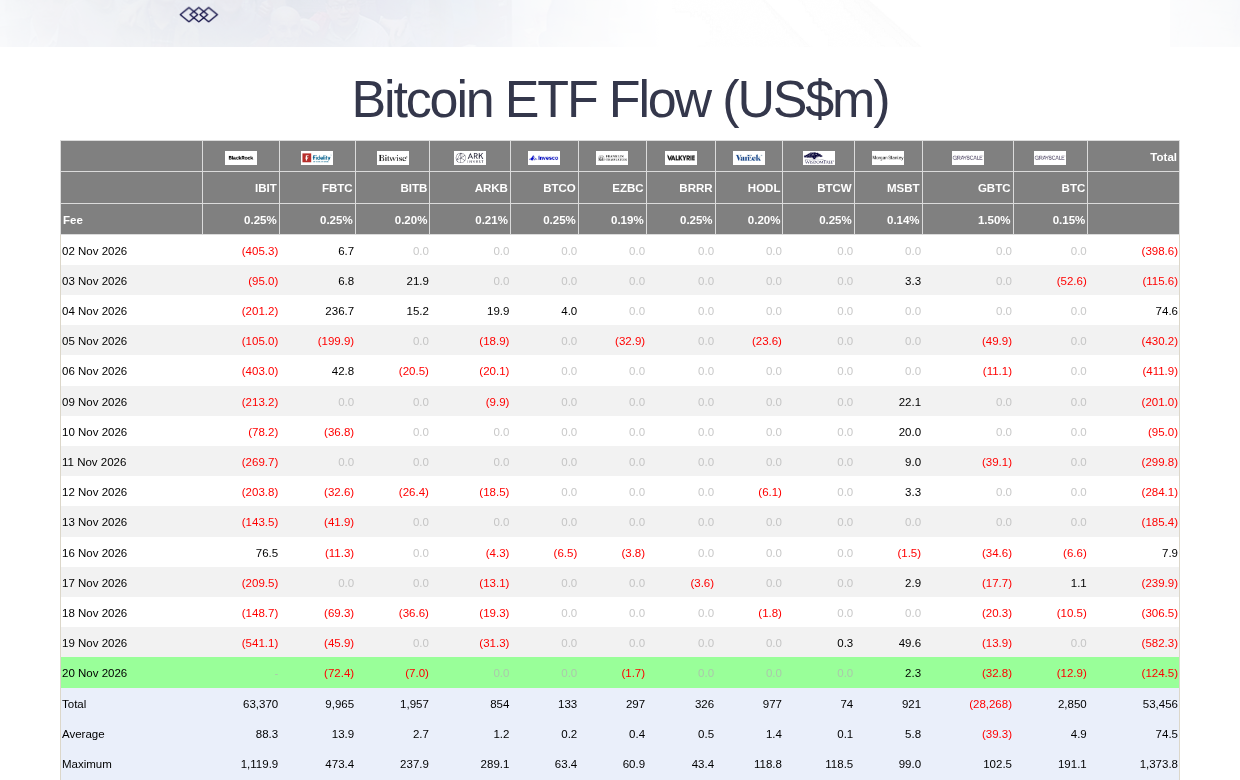 Bitcoin ETF Flow (US$m)
BlackRock Fidelity Bitwise ARK INVEST Invesco FRANKLIN TEMPLETON VALKYRIE VanEck WISDOMTREE Morgan Stanley GRAYSCALE GRAYSCALE Total
IBIT FBTC BITB ARKB BTCO EZBC BRRR HODL BTCW MSBT GBTC BTC
Fee 0.25% 0.25% 0.20% 0.21% 0.25% 0.19% 0.25% 0.20% 0.25% 0.14% 1.50% 0.15%
02 Nov 2026 (405.3) 6.7 0.0 0.0 0.0 0.0 0.0 0.0 0.0 0.0 0.0 0.0 (398.6)
03 Nov 2026 (95.0) 6.8 21.9 0.0 0.0 0.0 0.0 0.0 0.0 3.3 0.0 (52.6) (115.6)
04 Nov 2026 (201.2) 236.7 15.2 19.9 4.0 0.0 0.0 0.0 0.0 0.0 0.0 0.0 74.6
05 Nov 2026 (105.0) (199.9) 0.0 (18.9) 0.0 (32.9) 0.0 (23.6) 0.0 0.0 (49.9) 0.0 (430.2)
06 Nov 2026 (403.0) 42.8 (20.5) (20.1) 0.0 0.0 0.0 0.0 0.0 0.0 (11.1) 0.0 (411.9)
09 Nov 2026 (213.2) 0.0 0.0 (9.9) 0.0 0.0 0.0 0.0 0.0 22.1 0.0 0.0 (201.0)
10 Nov 2026 (78.2) (36.8) 0.0 0.0 0.0 0.0 0.0 0.0 0.0 20.0 0.0 0.0 (95.0)
11 Nov 2026 (269.7) 0.0 0.0 0.0 0.0 0.0 0.0 0.0 0.0 9.0 (39.1) 0.0 (299.8)
12 Nov 2026 (203.8) (32.6) (26.4) (18.5) 0.0 0.0 0.0 (6.1) 0.0 3.3 0.0 0.0 (284.1)
13 Nov 2026 (143.5) (41.9) 0.0 0.0 0.0 0.0 0.0 0.0 0.0 0.0 0.0 0.0 (185.4)
16 Nov 2026 76.5 (11.3) 0.0 (4.3) (6.5) (3.8) 0.0 0.0 0.0 (1.5) (34.6) (6.6) 7.9
17 Nov 2026 (209.5) 0.0 0.0 (13.1) 0.0 0.0 (3.6) 0.0 0.0 2.9 (17.7) 1.1 (239.9)
18 Nov 2026 (148.7) (69.3) (36.6) (19.3) 0.0 0.0 0.0 (1.8) 0.0 0.0 (20.3) (10.5) (306.5)
19 Nov 2026 (541.1) (45.9) 0.0 (31.3) 0.0 0.0 0.0 0.0 0.3 49.6 (13.9) 0.0 (582.3)
20 Nov 2026 - (72.4) (7.0) 0.0 0.0 (1.7) 0.0 0.0 0.0 2.3 (32.8) (12.9) (124.5)
Total 63,370 9,965 1,957 854 133 297 326 977 74 921 (28,268) 2,850 53,456
Average 88.3 13.9 2.7 1.2 0.2 0.4 0.5 1.4 0.1 5.8 (39.3) 4.9 74.5
Maximum 1,119.9 473.4 237.9 289.1 63.4 60.9 43.4 118.8 118.5 99.0 102.5 191.1 1,373.8